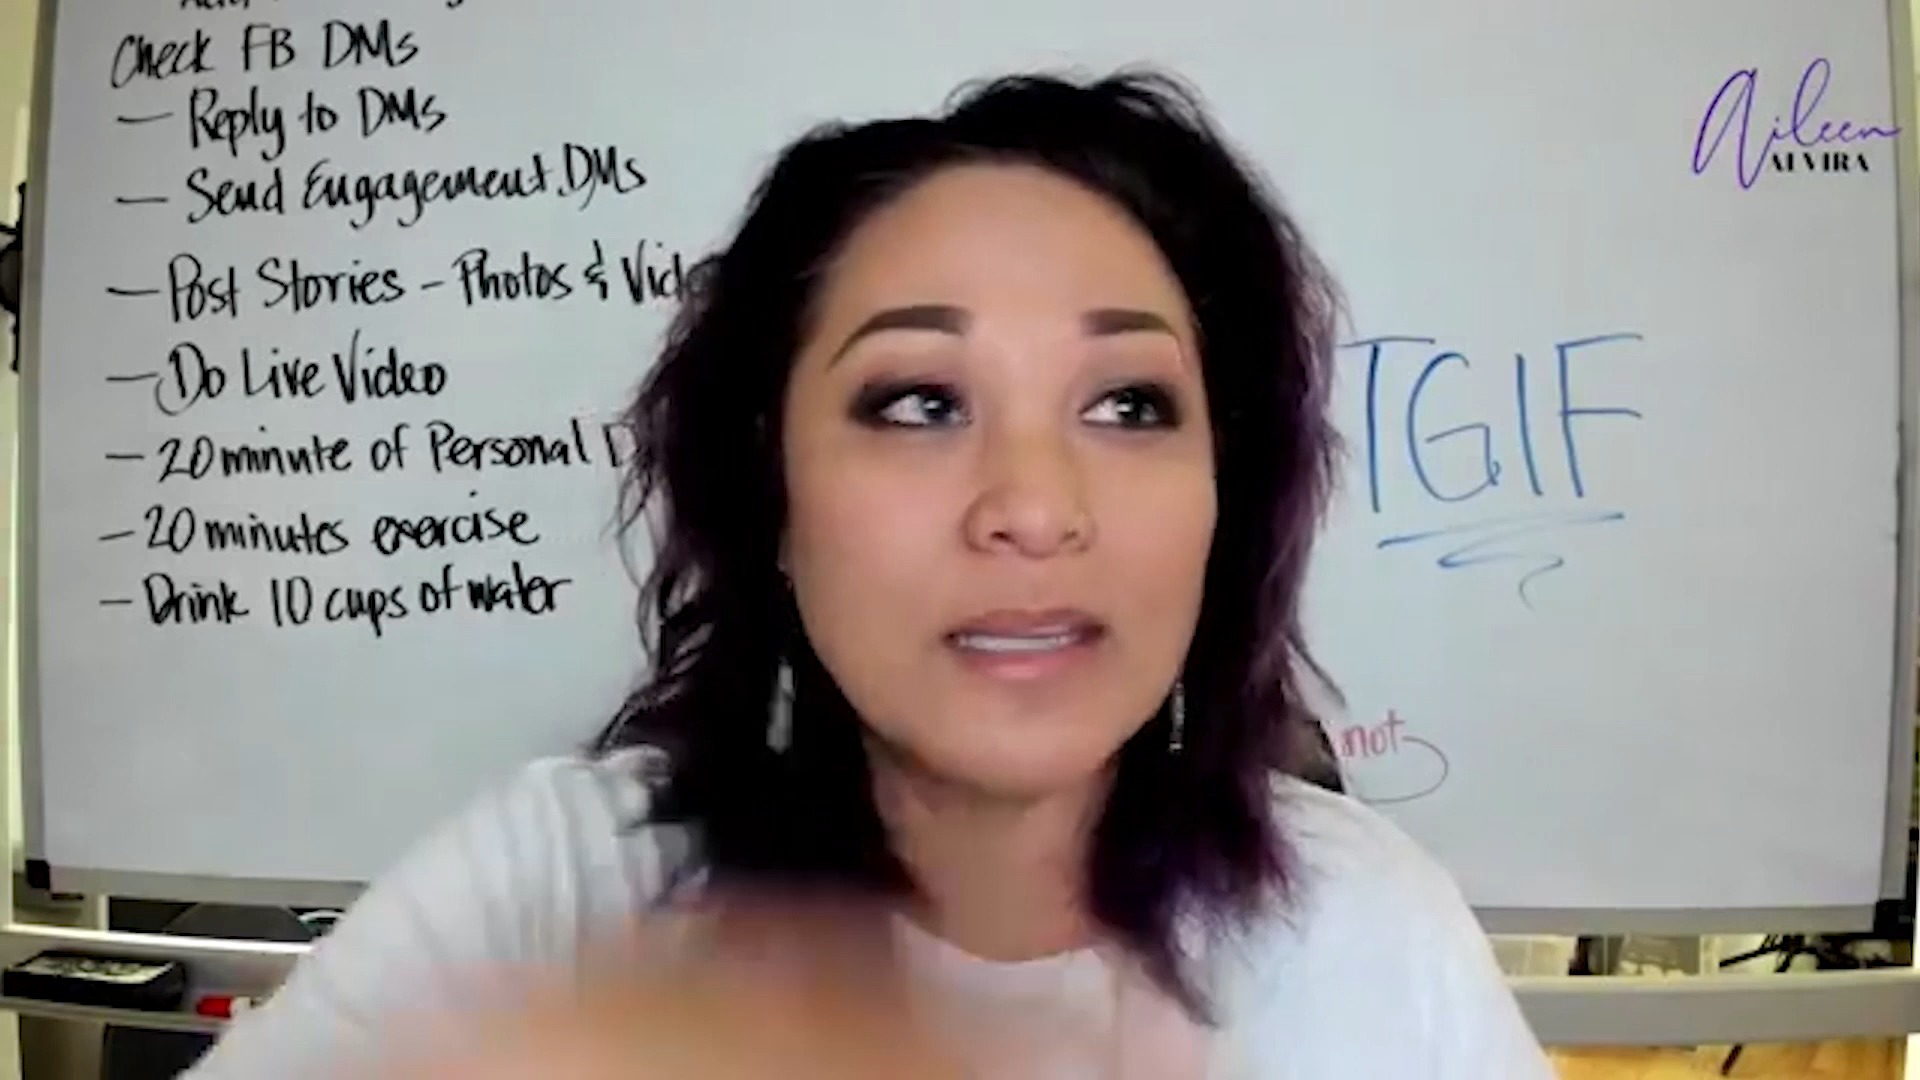 Check FB DMs
— Reply to DMs
— Send Engagement DMs
— Post Stories - Photos &
— Do Live Video
— 20 minute of Personal
— 20 minutes exercise
— Drink 10 cups of water
Aileen
ALVIRA
TGIF
not